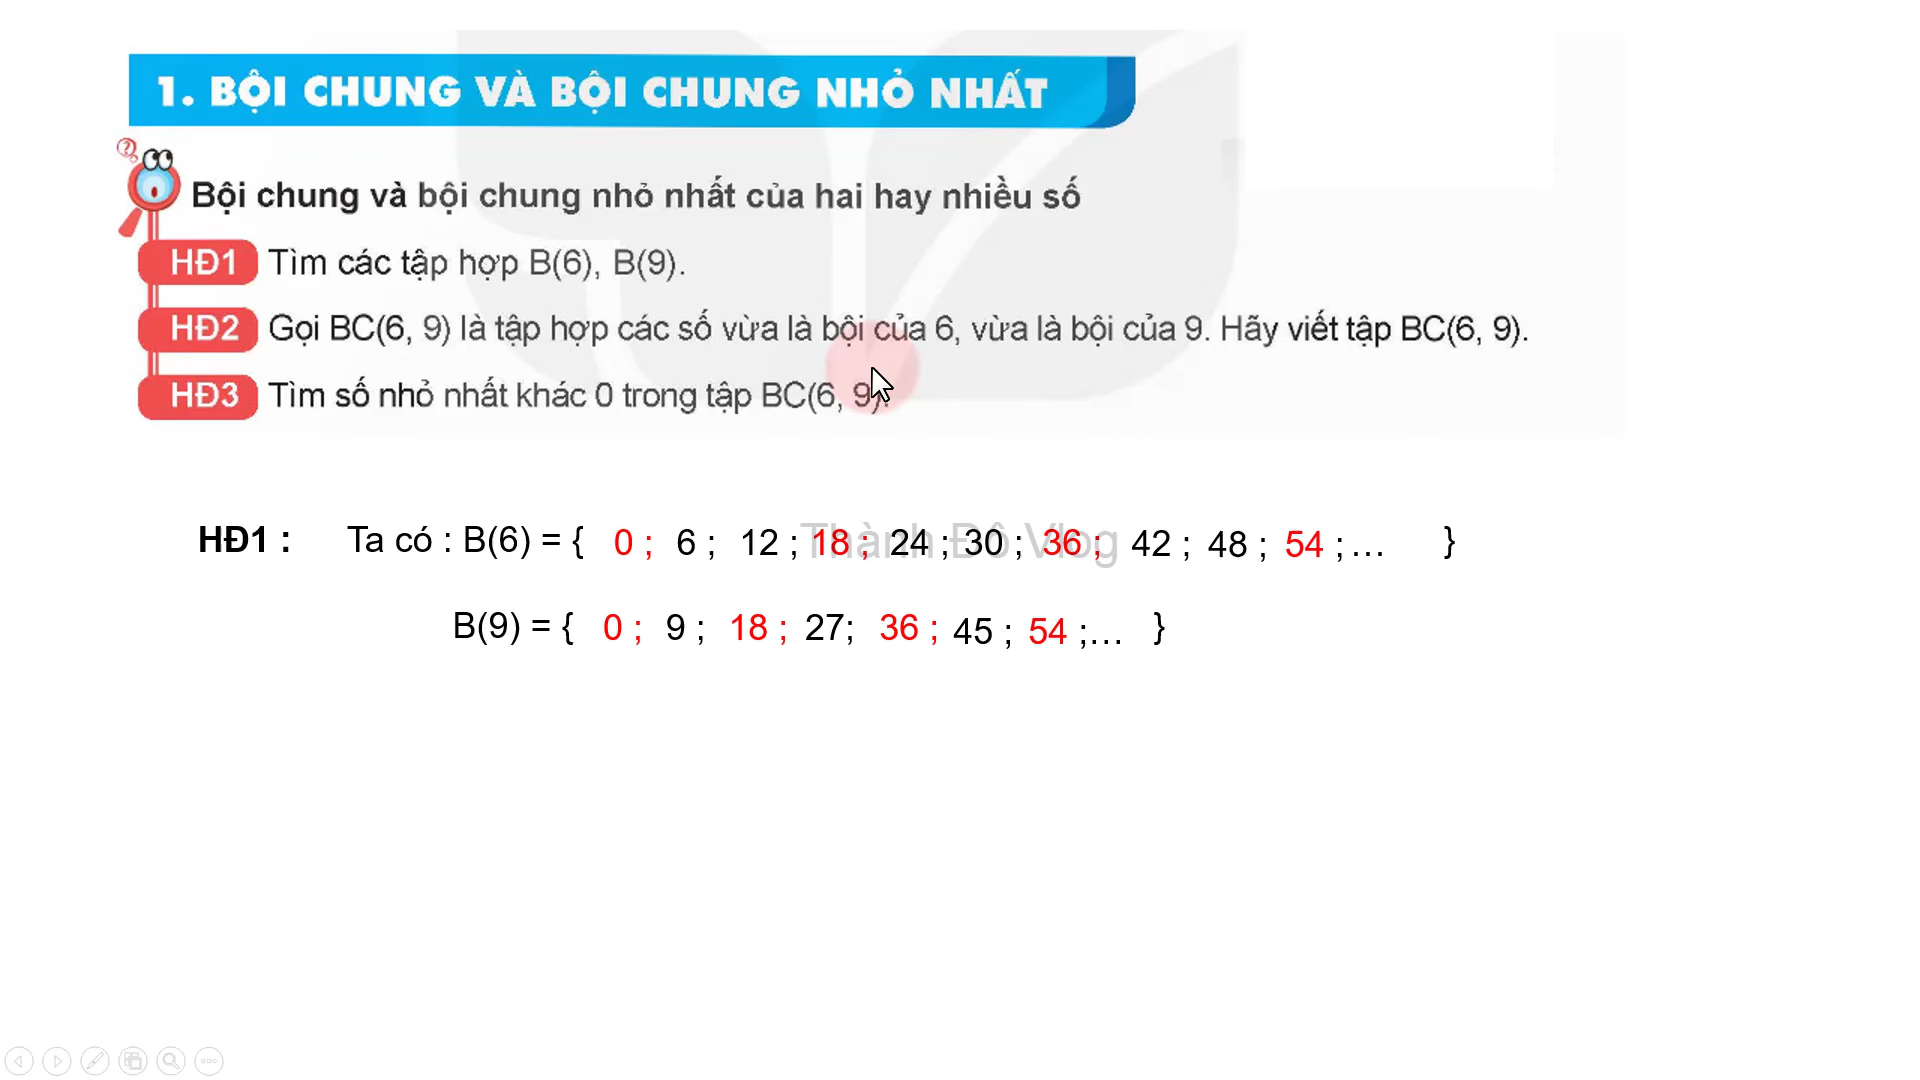 1. BỘI CHUNG VÀ BỘI CHUNG NHỎ NHẤT
?
Bội chung và bội chung nhỏ nhất của hai hay nhiều số
HĐ1 Tìm các tập hợp B(6), B(9).
HĐ2 Gọi BC(6, 9) là tập hợp các số vừa là bội của 6, vừa là bội của 9. Hãy viết tập BC(6, 9).
HĐ3 Tìm số nhỏ nhất khác 0 trong tập BC(6, 9).
HĐ1 : Ta có : B(6) = { 0 ; 6 ; 12 ; 18 ; 24 ; 30 ; 36 ; 42 ; 48 ; 54 ; … }
Thành Đô Vlog
B(9) = { 0 ; 9 ; 18 ; 27; 36 ; 45 ; 54 ;… }